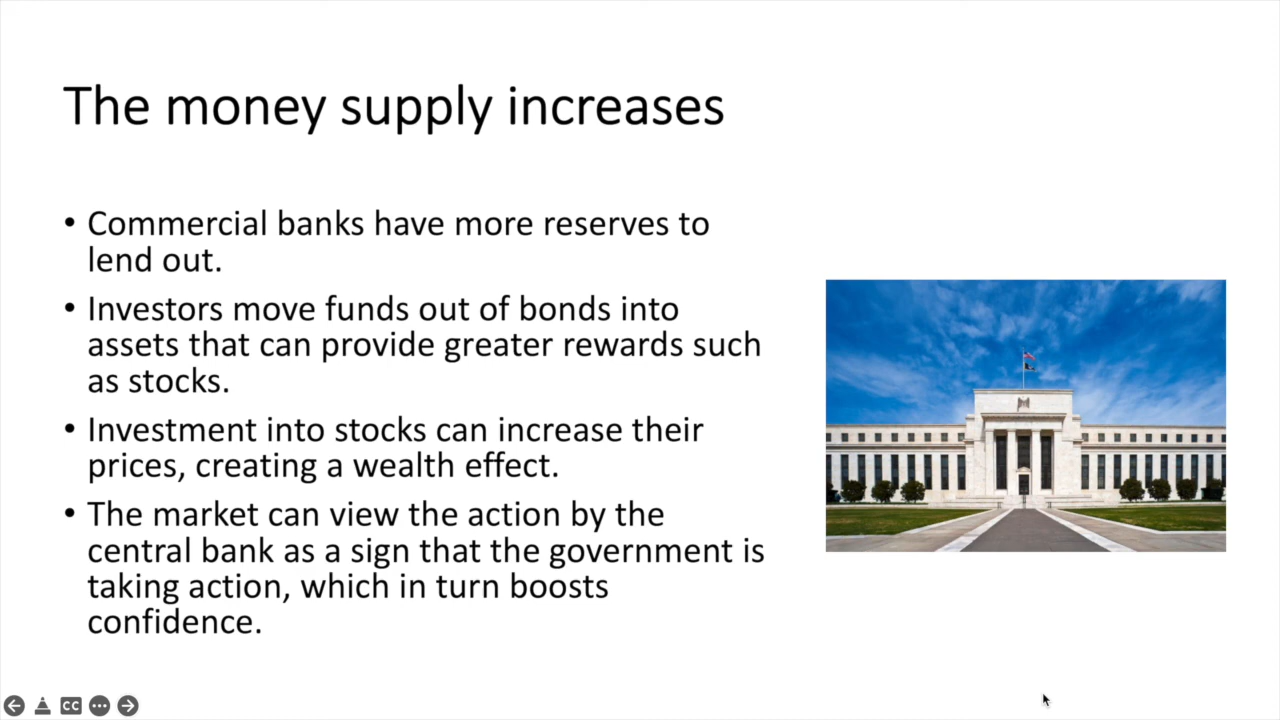 The money supply increases
• Commercial banks have more reserves to
lend out.
• Investors move funds out of bonds into
assets that can provide greater rewards such
as stocks.
• Investment into stocks can increase their
prices, creating a wealth effect.
• The market can view the action by the
central bank as a sign that the government is
taking action, which in turn boosts
confidence.
CC